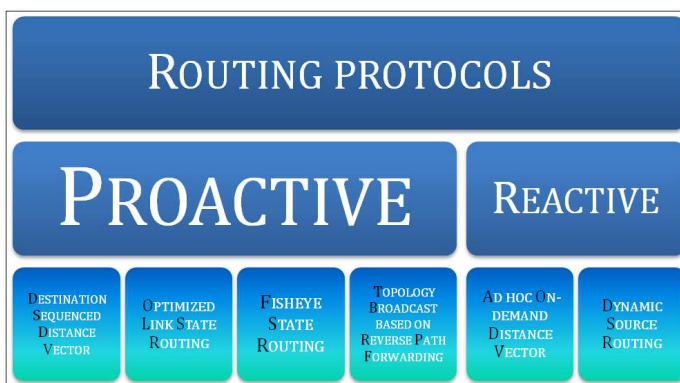 ROUTING PROTOCOLS
PROACTIVE
REACTIVE
DESTINATION
SEQUENCED
DISTANCE
VECTOR
OPTIMIZED
LINK STATE
ROUTING
FISHEYE
STATE
ROUTING
TOPOLOGY
BROADCAST
BASED ON
REVERSE PATH
FORWARDING
AD HOC ON-
DEMAND
DISTANCE
VECTOR
DYNAMIC
SOURCE
ROUTING